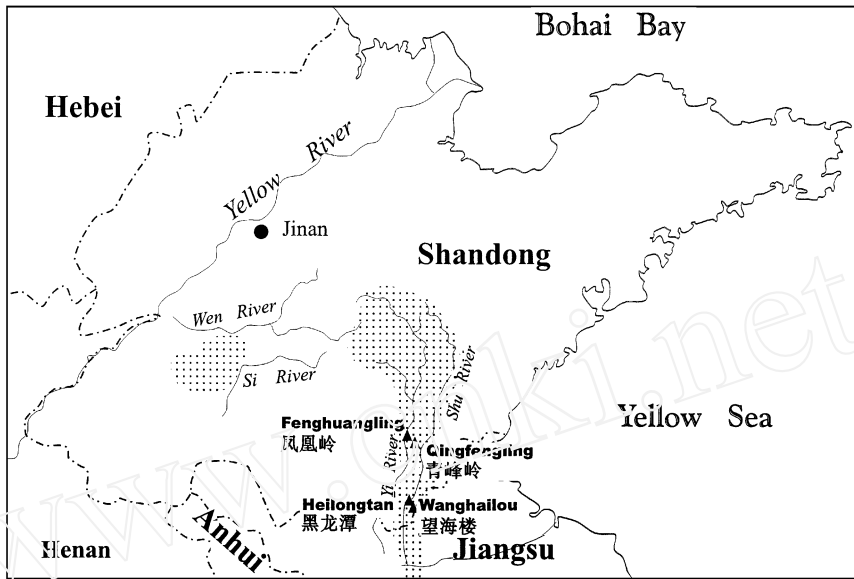 Bohai Bay
Hebei
Yellow River
Jinan
Shandong
Wen River
Si River
Shu River
Yeilow Sea
Fenghuangling
凤凰岭
Qingfengling
青峰岭
Yi River
Heilongtan
黑龙潭
Wanghailou
望海楼
Anhui
Henan
Jiangsu
www.cnki.net